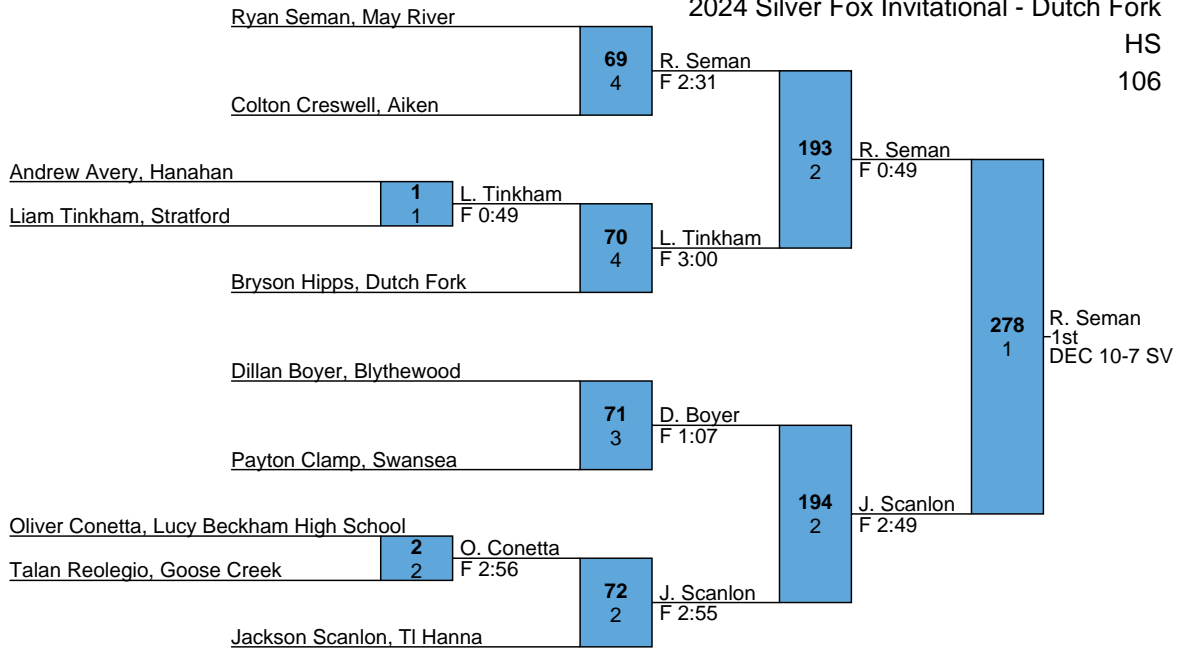 2024 Silver Fox Invitational - Dutch Fork
HS
106
Ryan Seman, May River
69
4
R. Seman
F 2:31
Colton Creswell, Aiken
193
2
R. Seman
F 0:49
Andrew Avery, Hanahan
1
1
L. Tinkham
F 0:49
Liam Tinkham, Stratford
70
4
L. Tinkham
F 3:00
Bryson Hipps, Dutch Fork
278
1
R. Seman
1st
DEC 10-7 SV
Dillan Boyer, Blythewood
71
3
D. Boyer
F 1:07
Payton Clamp, Swansea
194
2
J. Scanlon
F 2:49
Oliver Conetta, Lucy Beckham High School
2
2
O. Conetta
F 2:56
Talan Reolegio, Goose Creek
72
2
J. Scanlon
F 2:55
Jackson Scanlon, Tl Hanna